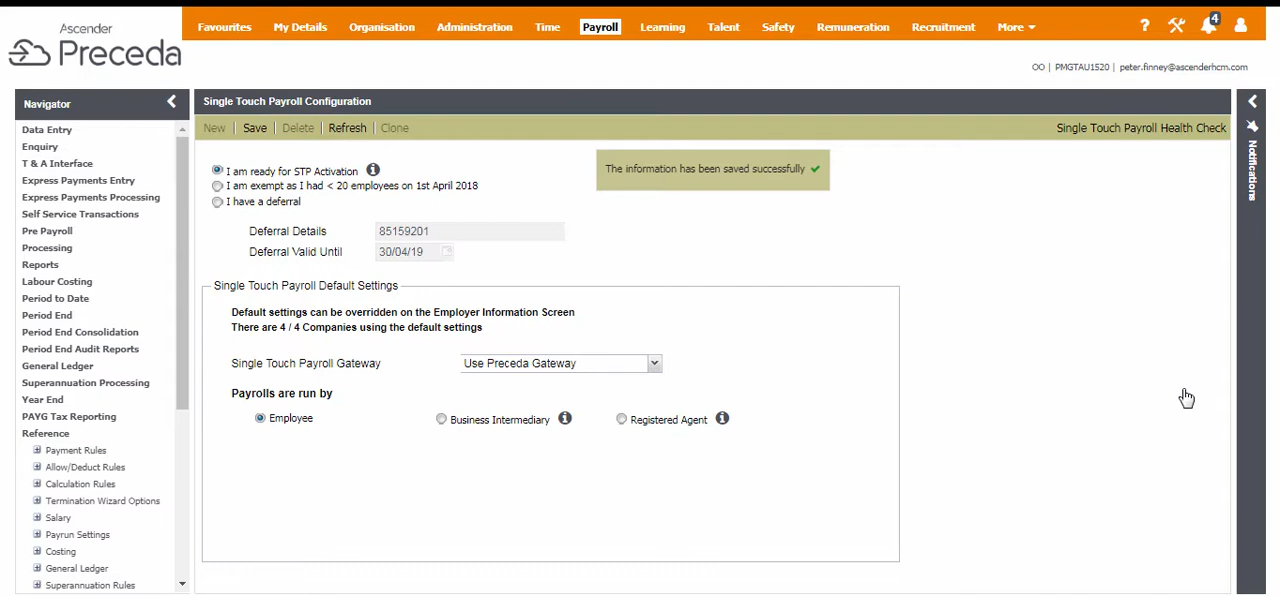 Ascender
Preceda
Favourites My Details Organisation Administration Time Payroll Learning Talent Safety Remuneration Recruitment More
? 4
OO | PMGTAU1520 | peter.finney@ascenderhcm.com
Navigator
Data Entry
Enquiry
T & A Interface
Express Payments Entry
Express Payments Processing
Self Service Transactions
Pre Payroll
Processing
Reports
Labour Costing
Period to Date
Period End
Period End Consolidation
Period End Audit Reports
General Ledger
Superannuation Processing
Year End
PAYG Tax Reporting
Reference
Payment Rules
Allow/Deduct Rules
Calculation Rules
Termination Wizard Options
Salary
Payrun Settings
Costing
General Ledger
Superannuation Rules
Single Touch Payroll Configuration
New Save Delete Refresh Clone Single Touch Payroll Health Check
I am ready for STP Activation
I am exempt as I had < 20 employees on 1st April 2018
I have a deferral
The information has been saved successfully
Deferral Details 85159201
Deferral Valid Until 30/04/19
Single Touch Payroll Default Settings
Default settings can be overridden on the Employer Information Screen
There are 4 / 4 Companies using the default settings
Single Touch Payroll Gateway Use Preceda Gateway
Payrolls are run by
Employee Business Intermediary Registered Agent
Notifications